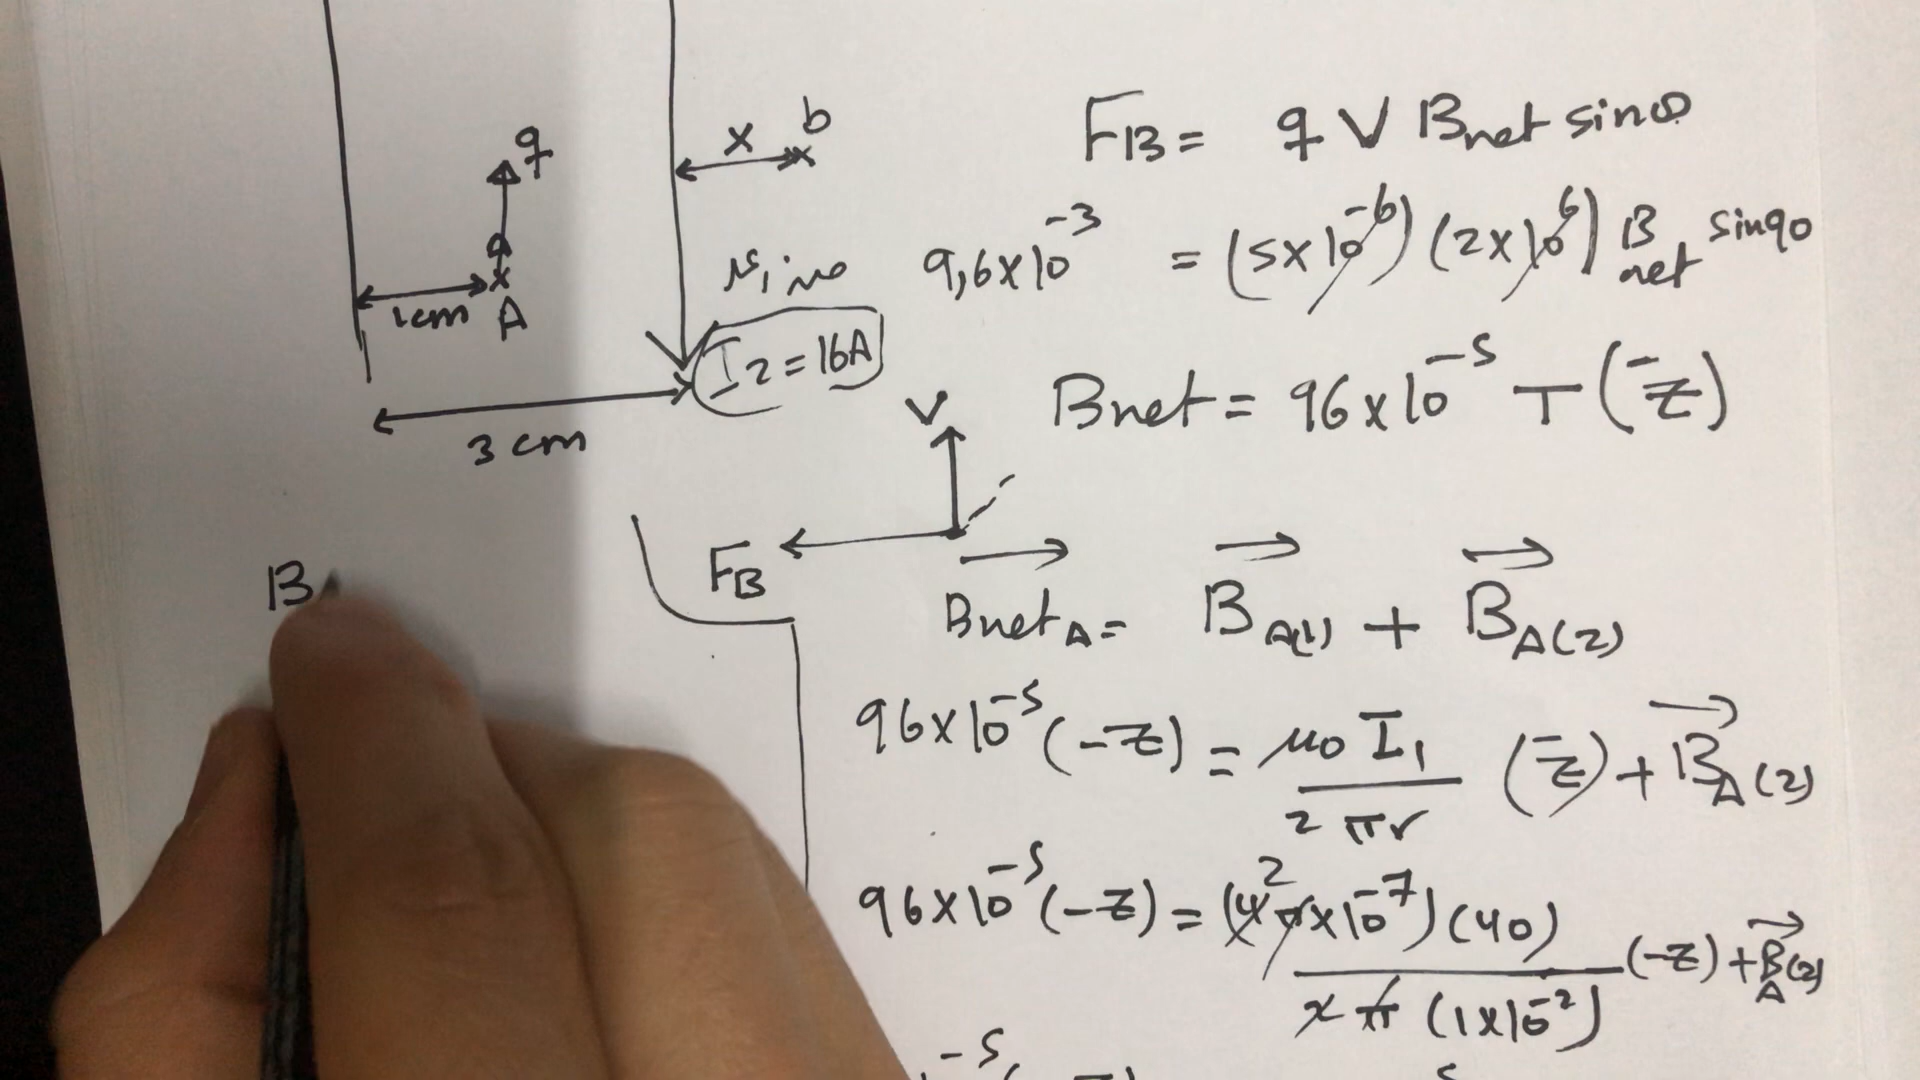 q
x b
a
1cm A
I2 = 16A
3 cm
FB = q V Bnet sinθ
9,6x10^-3 = (5x10^-6) (2x10^6) B net sin90
Bnet = 96x10^-5 T (-z)
V
FB
B
Bnet A = BA(1) + BA(2)
96x10^-5 (-z) = μ0 I1 / 2πr (-z) + BA(2)
96x10^-5 (-z) = (4π x10^-7) (40) / 2π (1x10^-2) (-z) + BA(2)